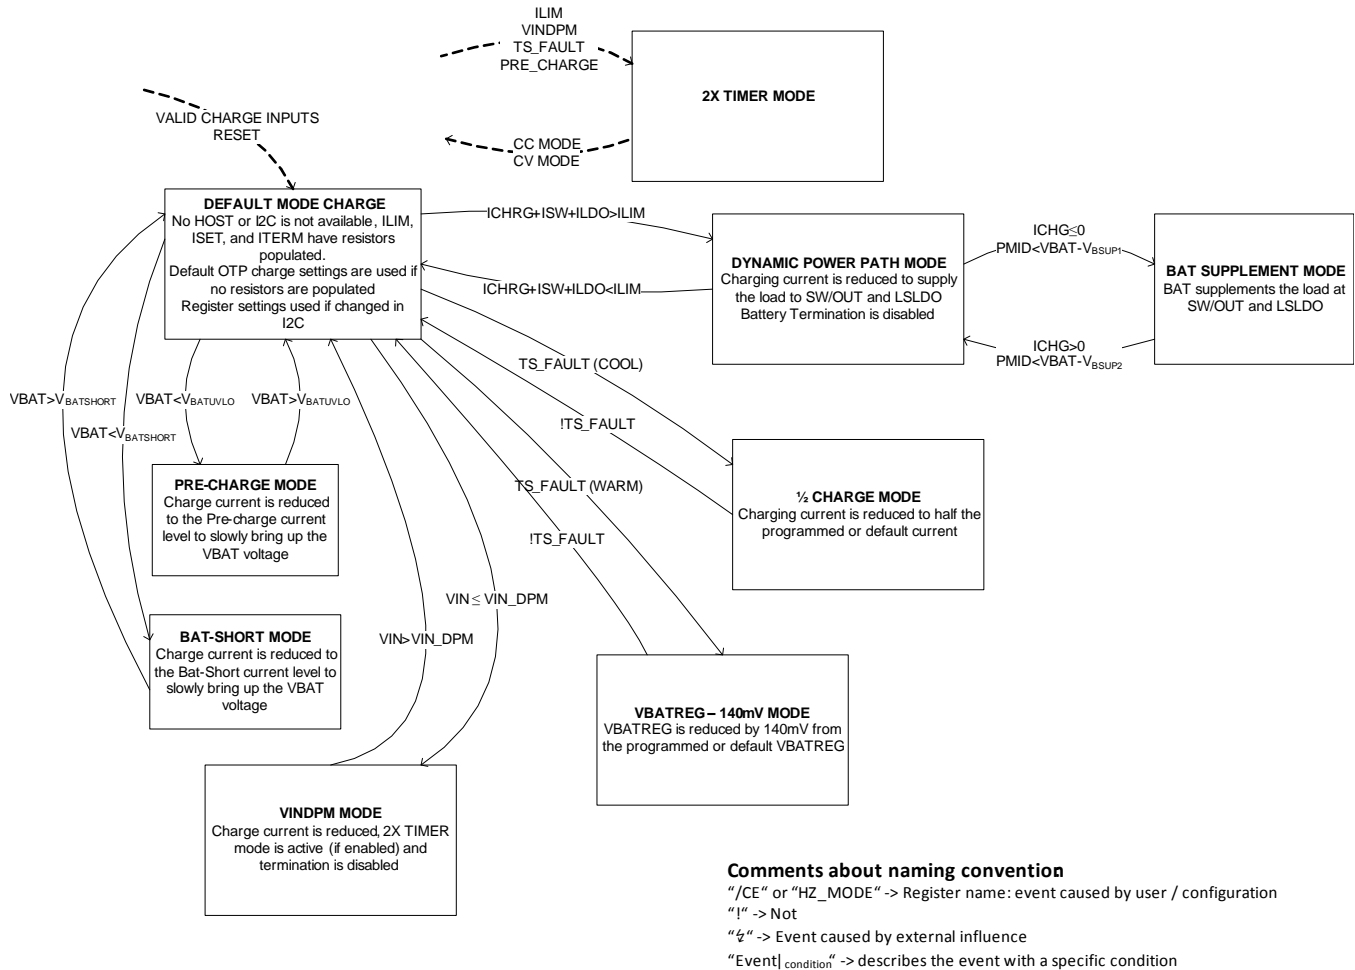 ILIM
VINDPM
TS_FAULT
PRE_CHARGE
2X TIMER MODE
VALID CHARGE INPUTS
RESET
CC MODE
CV MODE
DEFAULT MODE CHARGE
No HOST or I2C is not available, ILIM,
ISET, and ITERM have resistors
populated.
Default OTP charge settings are used if
no resistors are populated
Register settings used if changed in
I2C
ICHRG+ISW+ILDO>ILIM
ICHRG+ISW+ILDO<ILIM
DYNAMIC POWER PATH MODE
Charging current is reduced to supply
the load to SW/OUT and LSLDO
Battery Termination is disabled
ICHG≤0
PMID<VBAT-VBSUP1
BAT SUPPLEMENT MODE
BAT supplements the load at
SW/OUT and LSLDO
ICHG>0
PMID<VBAT-VBSUP2
TS_FAULT (COOL)
!TS_FAULT
VBAT>VBATSHORT
VBAT<VBATUVLO
VBAT>VBATUVLO
VBAT<VBATSHORT
PRE-CHARGE MODE
Charge current is reduced
to the Pre-charge current
level to slowly bring up the
VBAT voltage
TS_FAULT (WARM)
!TS_FAULT
½ CHARGE MODE
Charging current is reduced to half the
programmed or default current
VIN ≤ VIN_DPM
VIN>VIN_DPM
BAT-SHORT MODE
Charge current is reduced to
the Bat-Short current level to
slowly bring up the VBAT
voltage
VBATREG – 140mV MODE
VBATREG is reduced by 140mV from
the programmed or default VBATREG
VINDPM MODE
Charge current is reduced, 2X TIMER
mode is active (if enabled) and
termination is disabled
Comments about naming convention:
“/CE“ or “HZ_MODE“ -> Register name: event caused by user / configuration
“!“ -> Not
“↯“ -> Event caused by external influence
“Event| condition“ -> describes the event with a specific condition